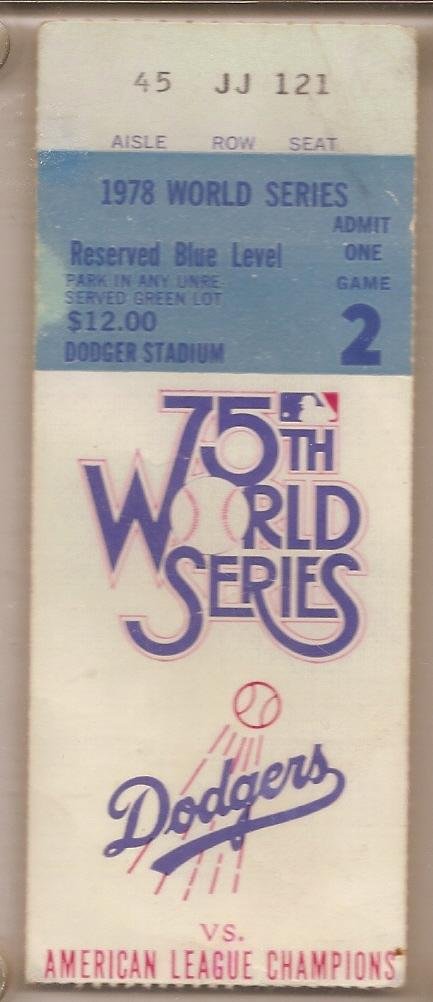 45 JJ 121
AISLE ROW SEAT
1978 WORLD SERIES
ADMIT
Reserved Blue Level ONE
PARK IN ANY UNRE
GAME
SERVED GREEN LOT
$12.00
2
DODGER STADIUM
75TH
WORLD
SERIES
Dodgers
VS.
AMERICAN LEAGUE CHAMPIONS